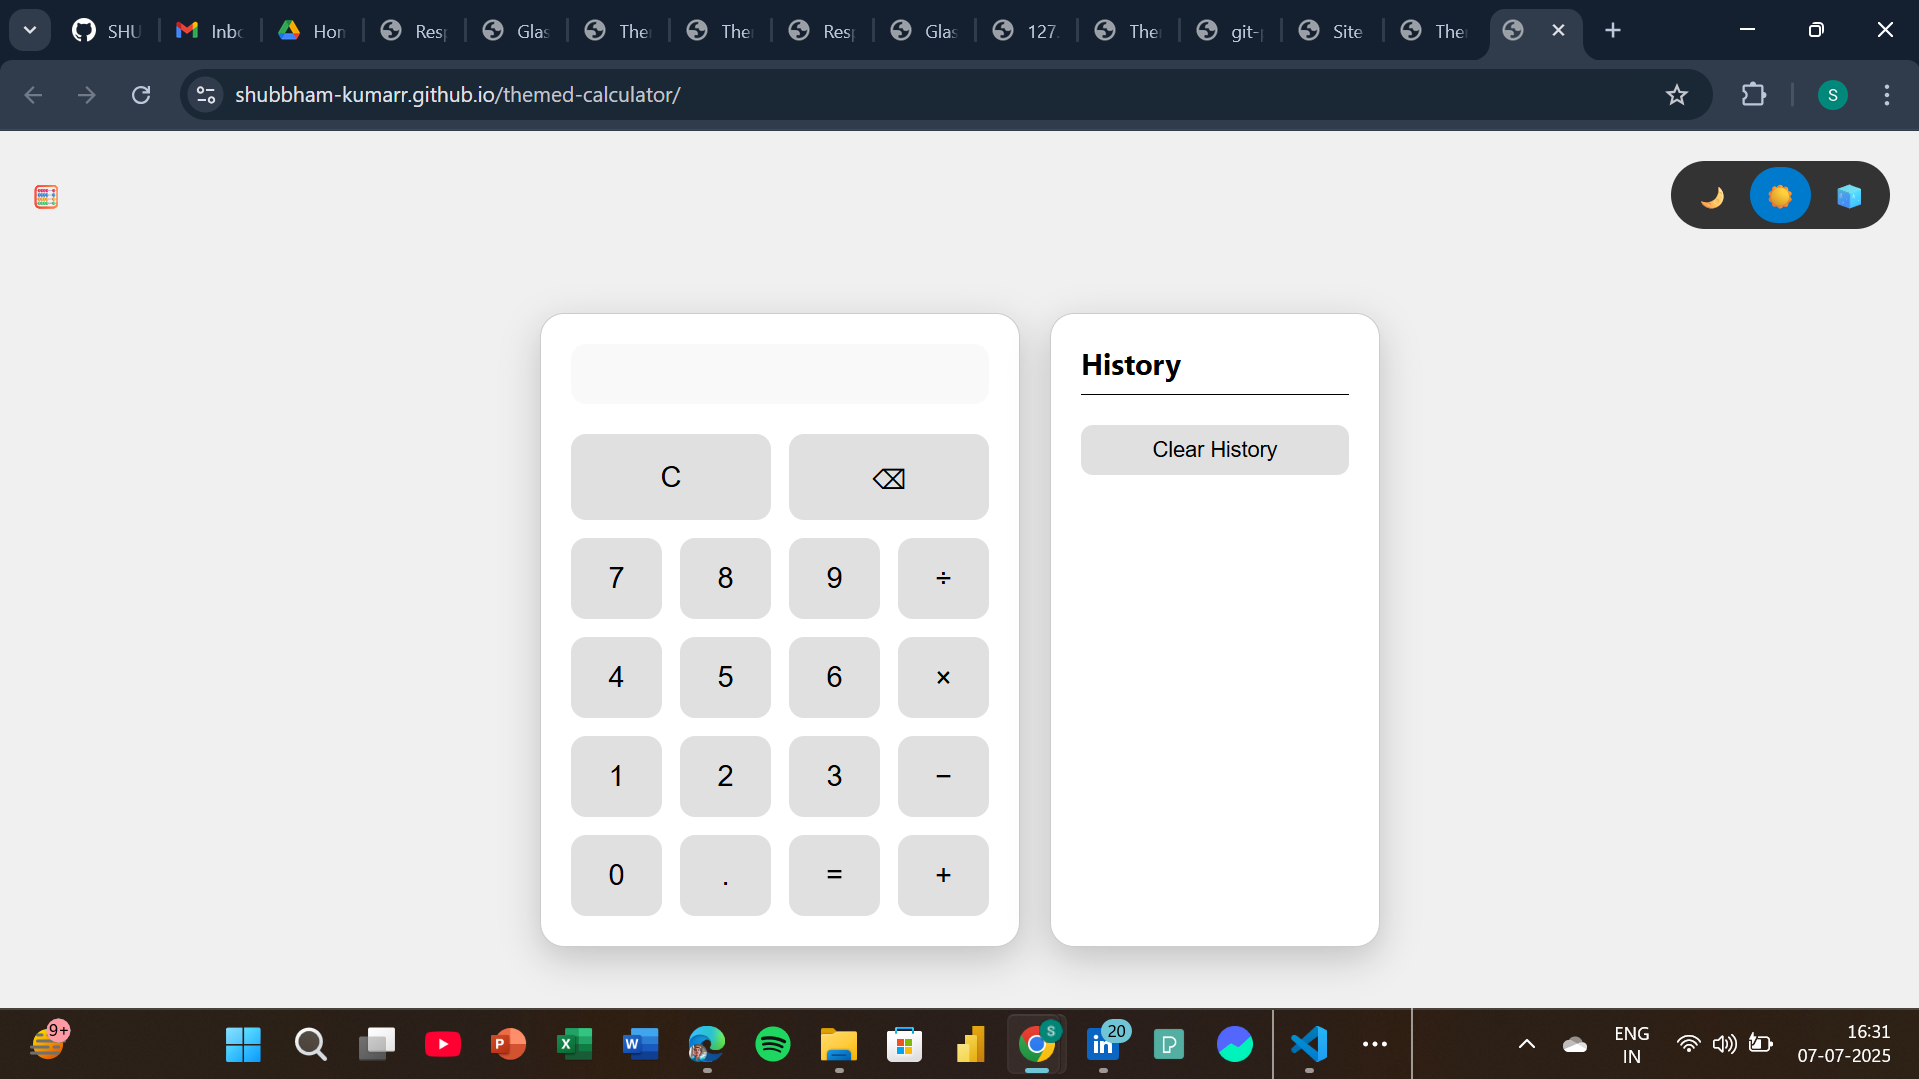 SHU
Inbo
Hon
Resp
Glas
The
The
Resp
Glas
127.
The
git-p
Site
The
shubbham-kumarr.github.io/themed-calculator/
S
History
Clear History
C
⌫
7 8 9 ÷
4 5 6 ×
1 2 3 −
0 . = +
9+
P
X
W
S
in
20
P
ENG
IN
16:31
07-07-2025